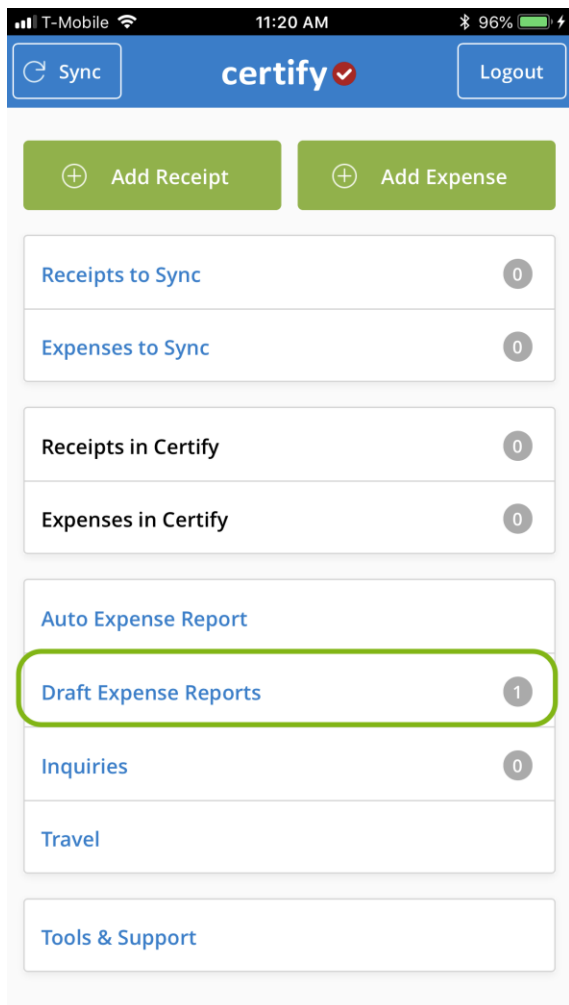 T-Mobile 11:20 AM 96%
Sync certify Logout
Add Receipt Add Expense
Receipts to Sync 0
Expenses to Sync 0
Receipts in Certify 0
Expenses in Certify 0
Auto Expense Report
Draft Expense Reports 1
Inquiries 0
Travel
Tools & Support